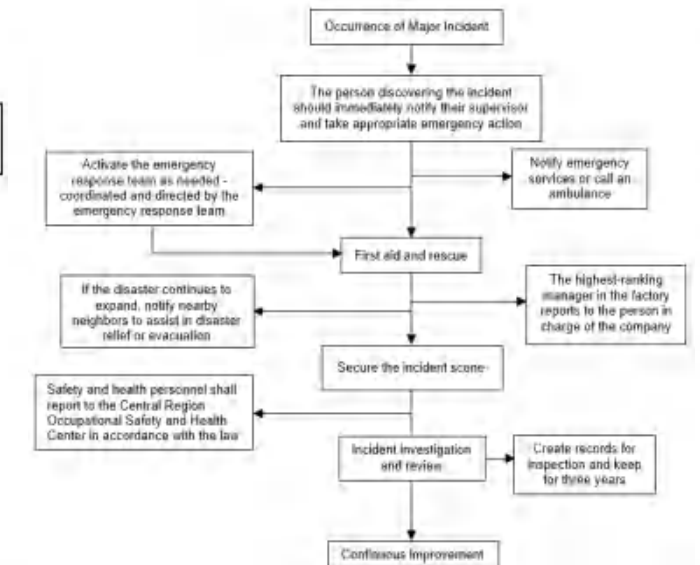 Occurrence of Major Incident
The person discovering the incident
should immediately notify their supervisor
and take appropriate emergency action
Activate the emergency
response team as needed -
coordinated and directed by the
emergency response team
Notify emergency
services or call an
ambulance
First aid and rescue
If the disaster continues to
expand, notify nearby
neighbors to assist in disaster
relief or evacuation
The highest-ranking
manager in the factory
reports to the person in
charge of the company
Secure the incident scene
Safety and health personnel shall
report to the Central Region
Occupational Safety and Health
Center in accordance with the law
Incident investigation
and review
Create records for
inspection and keep
for three years
Continuous Improvement